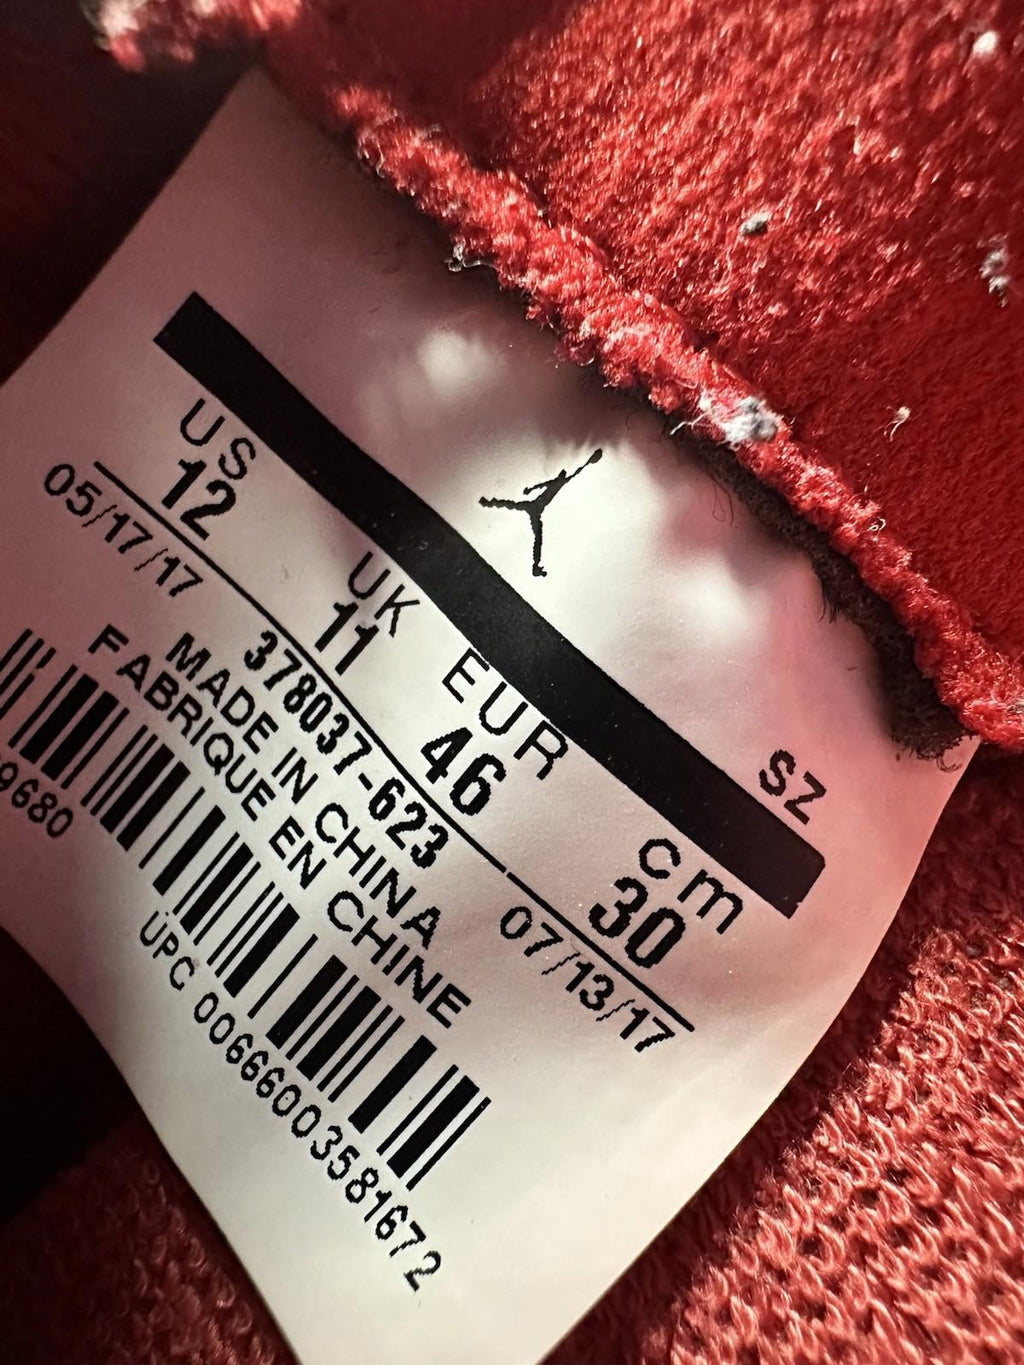 SZ
US UK EUR cm
12 11 46 30
05/17/17 378037-623 07/13/17
MADE IN CHINA
FABRIQUE EN CHINE
UPC 00666003581672
9680